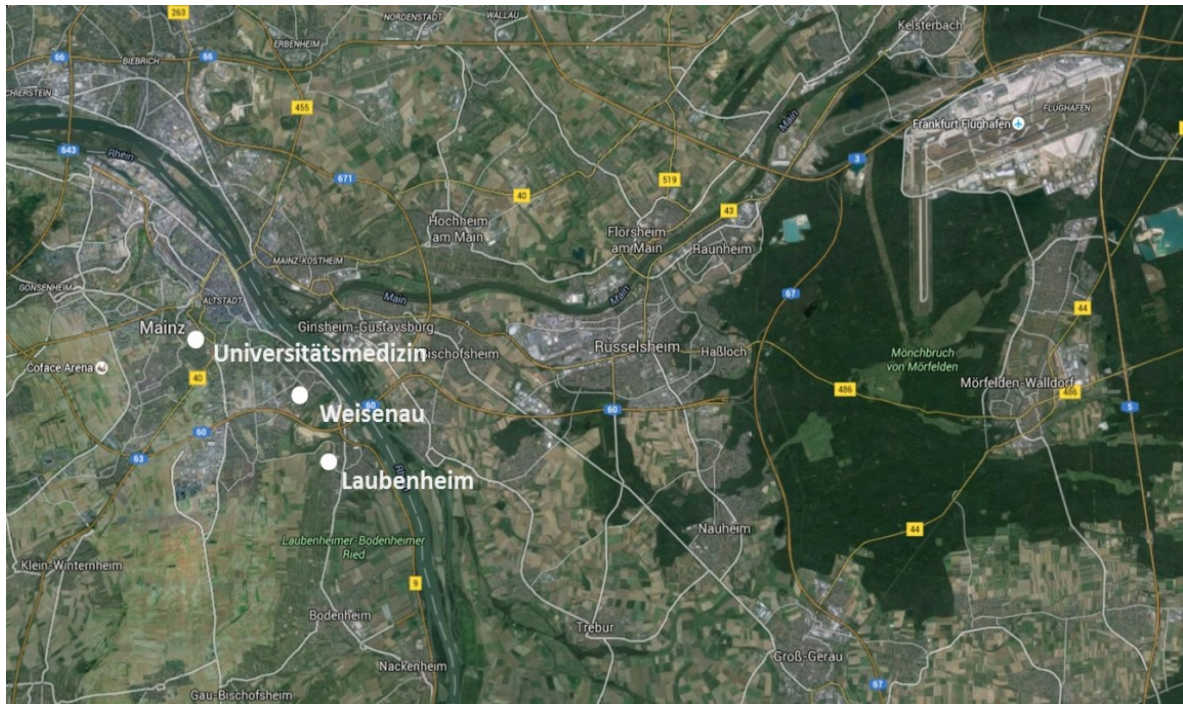 263
NORDENSTADT
WALLAU
Kelsterbach
ERBENHEIM
66
BIEBRICH
66
SCHIERSTEIN
455
FLUGHAFEN
Frankfurt Flughafen
Main
643
Rhein
3
671
519
40
43
Hochheim
am Main
Flörsheim
am Main
Raunheim
MAINZ-KOSTHEIM
GONSENHEIM
ALTSTADT
Main
Main
67
44
Mainz
Ginsheim-Gustavsburg
Universitätsmedizin
Bischofsheim
Rüsselsheim
Haßloch
Mönchbruch
von Mörfelden
Coface Arena
40
Mörfelden-Walldorf
486
486
60
Weisenau
60
5
60
63
Laubenheim
Rhein
Nauheim
44
Laubenheimer-Bodenheimer
Ried
Klein-Winternheim
9
Bodenheim
Trebur
Groß-Gerau
Nackenheim
67
Gau-Bischofsheim